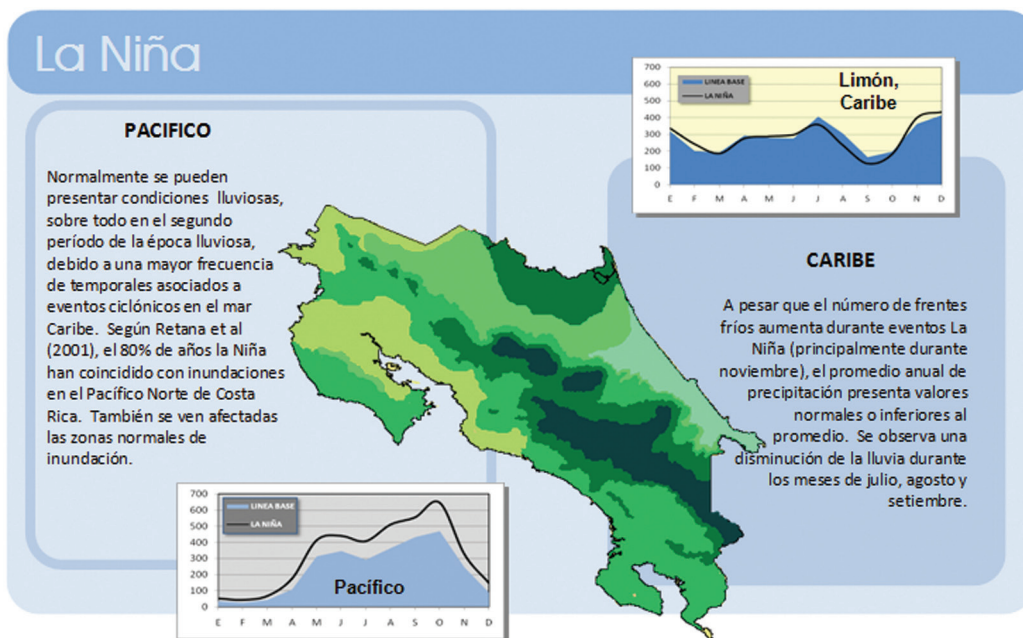 La Niña
PACIFICO
Normalmente se pueden
presentar condiciones lluviosas,
sobre todo en el segundo
período de la época lluviosa,
debido a una mayor frecuencia
de temporales asociados a
eventos ciclónicos en el mar
Caribe. Según Retana et al
(2001), el 80% de años la Niña
han coincidido con inundaciones
en el Pacífico Norte de Costa
Rica. También se ven afectadas
las zonas normales de
inundación.
700
600
500
400
300
200
100
0
LINEA BASE
LA NIÑA
Pacífico
E F M A M J J A S O N D
700
600
500
400
300
200
100
0
LINEA BASE
LA NIÑA
Limón,
Caribe
E F M A M J J A S O N D
CARIBE
A pesar que el número de frentes
fríos aumenta durante eventos La
Niña (principalmente durante
noviembre), el promedio anual de
precipitación presenta valores
normales o inferiores al
promedio. Se observa una
disminución de la lluvia durante
los meses de julio, agosto y
setiembre.